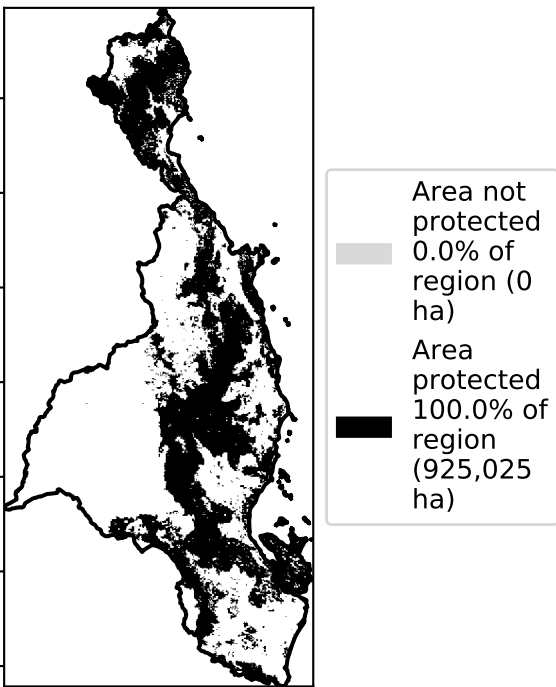 Area not
protected
0.0% of
region (0
ha)
Area
protected
100.0% of
region
(925,025
ha)